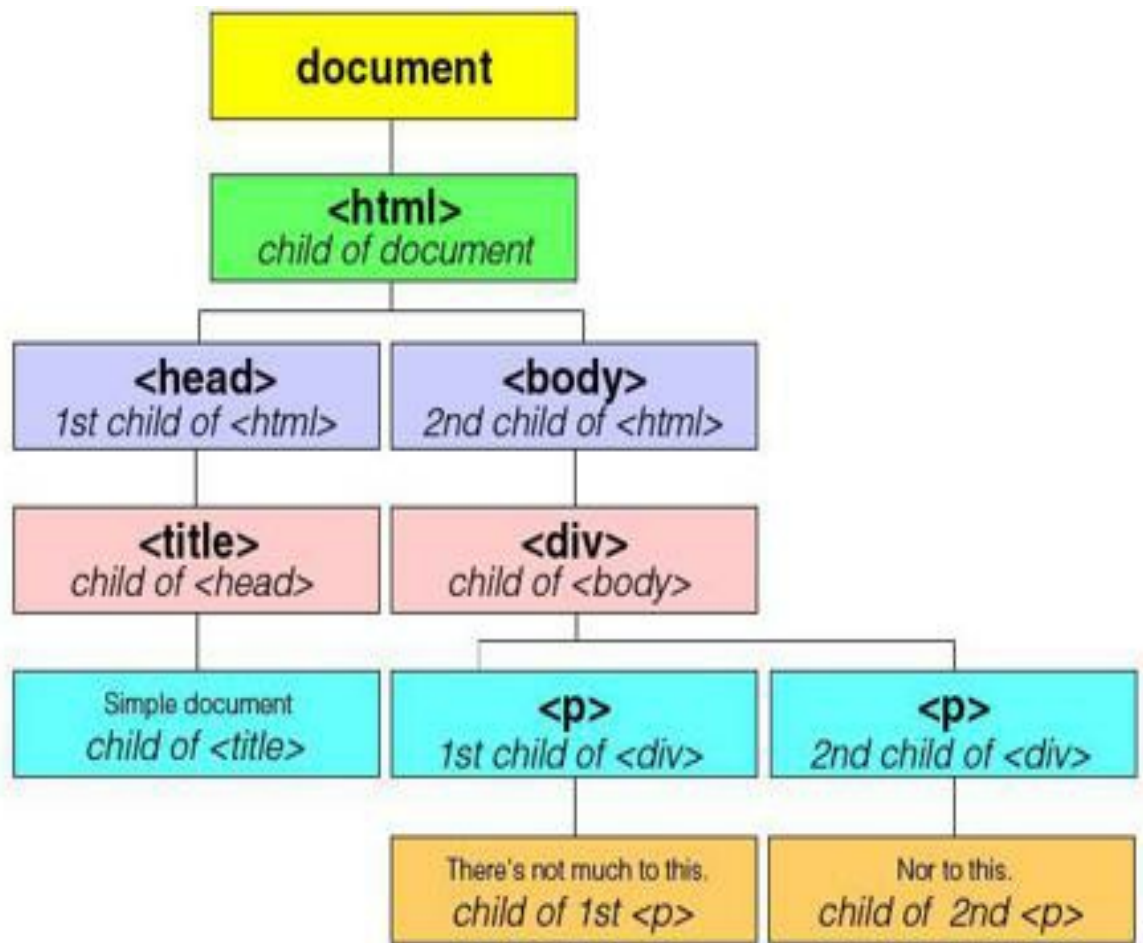 document
<html>
child of document
<head>
1st child of <html>
<body>
2nd child of <html>
<title>
child of <head>
<div>
child of <body>
Simple document
child of <title>
<p>
1st child of <div>
<p>
2nd child of <div>
There's not much to this.
child of 1st <p>
Nor to this.
child of 2nd <p>